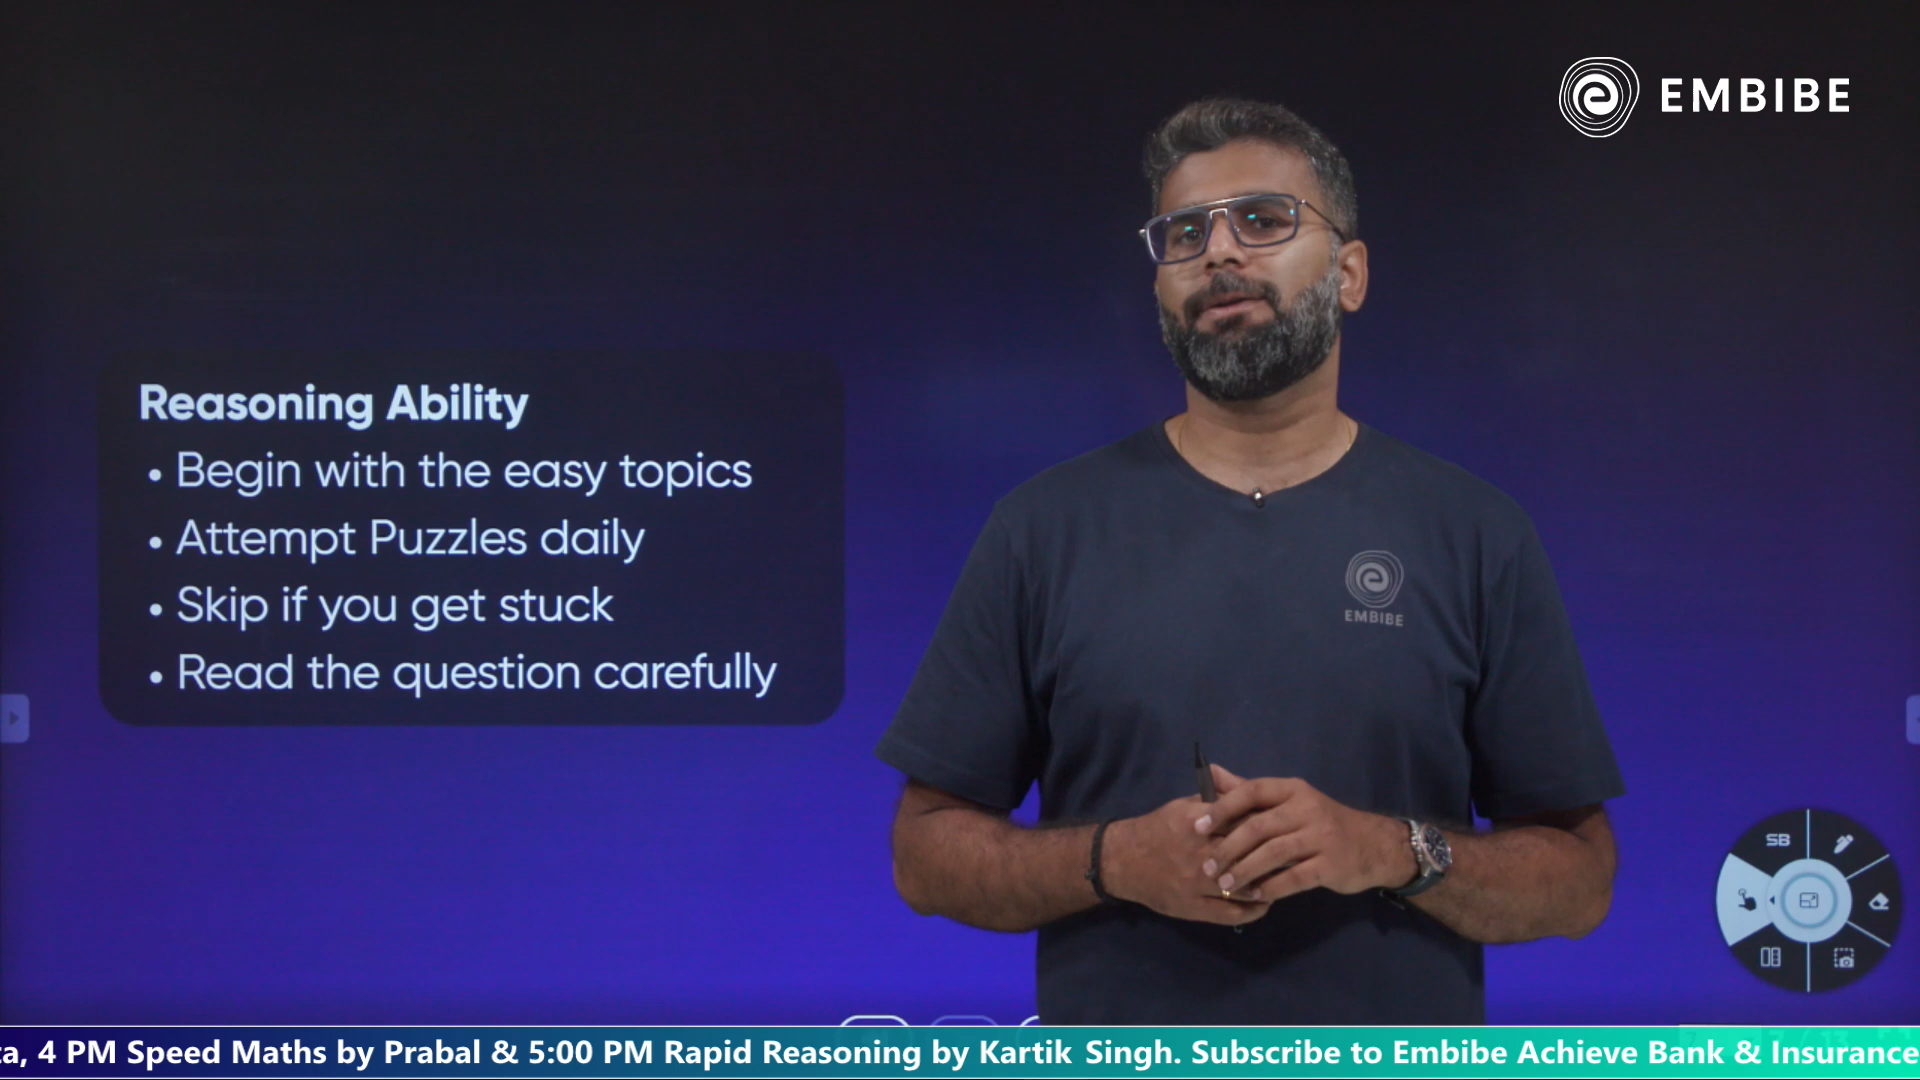 EMBIBE
Reasoning Ability
• Begin with the easy topics
• Attempt Puzzles daily
• Skip if you get stuck
• Read the question carefully
EMBIBE
SB
ta, 4 PM Speed Maths by Prabal & 5:00 PM Rapid Reasoning by Kartik Singh. Subscribe to Embibe Achieve Bank & Insurance